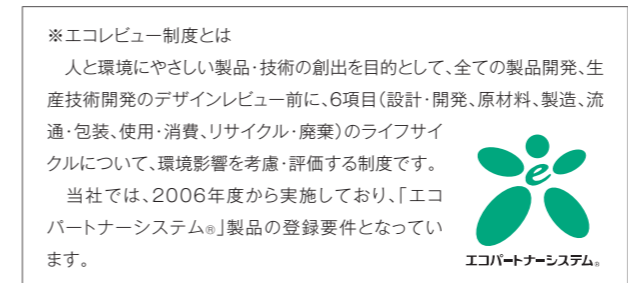 ※エコレビュー制度とは
　人と環境にやさしい製品・技術の創出を目的として、全ての製品開発、生
産技術開発のデザインレビュー前に、6項目(設計・開発、原材料、製造、流
通・包装、使用・消費、リサイクル・廃棄)のライフサイ
クルについて、環境影響を考慮・評価する制度です。
　当社では、2006年度から実施しており、「エコ
パートナーシステム®」製品の登録要件となってい
ます。
e
エコパートナーシステム®